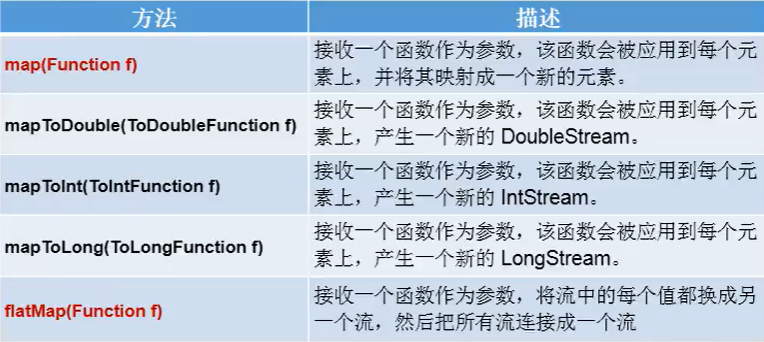 方法
描述
map(Function f)
接收一个函数作为参数，该函数会被应用到每个元
素上，并将其映射成一个新的元素。
mapToDouble(ToDoubleFunction f)
接收一个函数作为参数，该函数会被应用到每个元
素上，产生一个新的 DoubleStream。
mapToInt(ToIntFunction f)
接收一个函数作为参数，该函数会被应用到每个元
素上，产生一个新的 IntStream。
mapToLong(ToLongFunction f)
接收一个函数作为参数，该函数会被应用到每个元
素上，产生一个新的 LongStream。
flatMap(Function f)
接收一个函数作为参数，将流中的每个值都换成另
一个流，然后把所有流连接成一个流